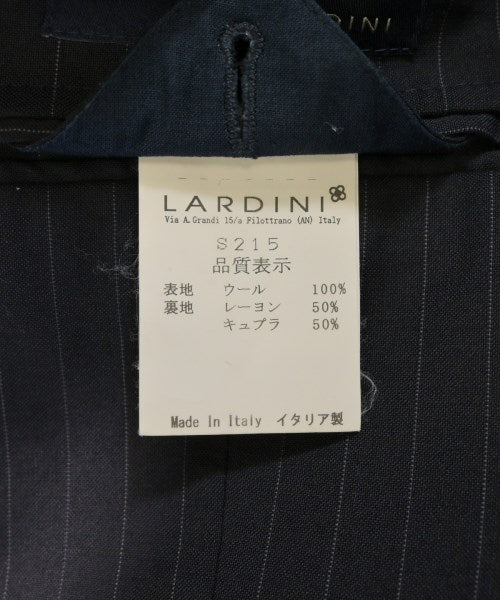 DINI
LARDINI
Via A.Grandi 15/a Filottrano (AN) Italy
S215
品質表示
表地 ウール 100%
裏地 レーヨン 50%
キュプラ 50%
Made In Italy イタリア製